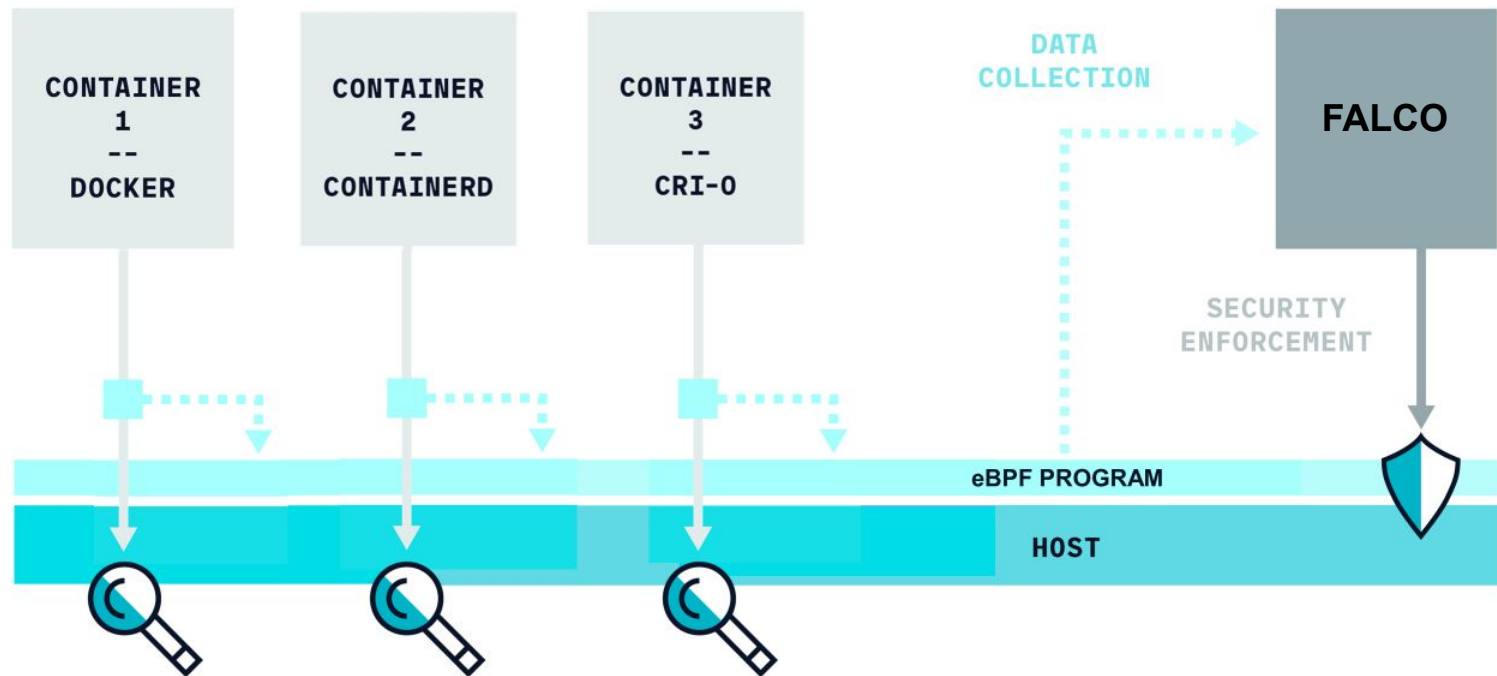 CONTAINER
1
--
DOCKER
CONTAINER
2
--
CONTAINERD
CONTAINER
3
--
CRI-O
DATA
COLLECTION
FALCO
SECURITY
ENFORCEMENT
eBPF PROGRAM
HOST